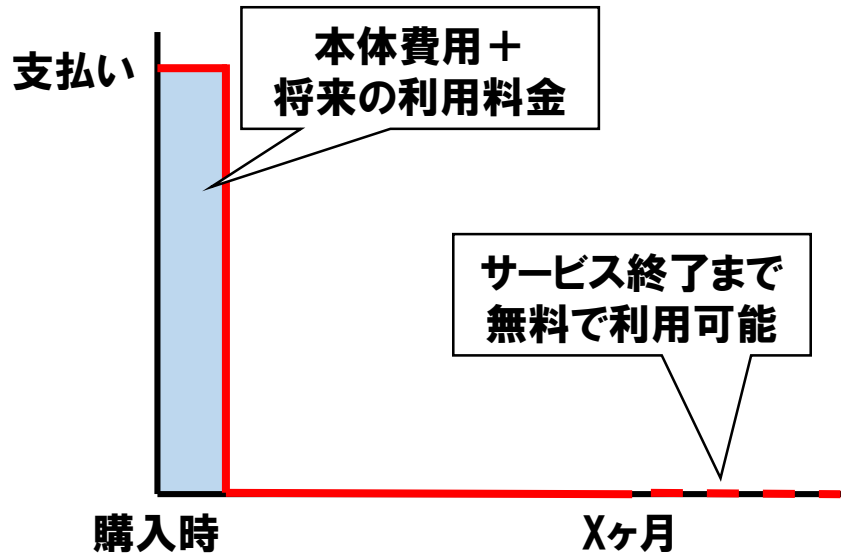 支払い
本体費用＋
将来の利用料金
サービス終了まで
無料で利用可能
購入時
Xヶ月